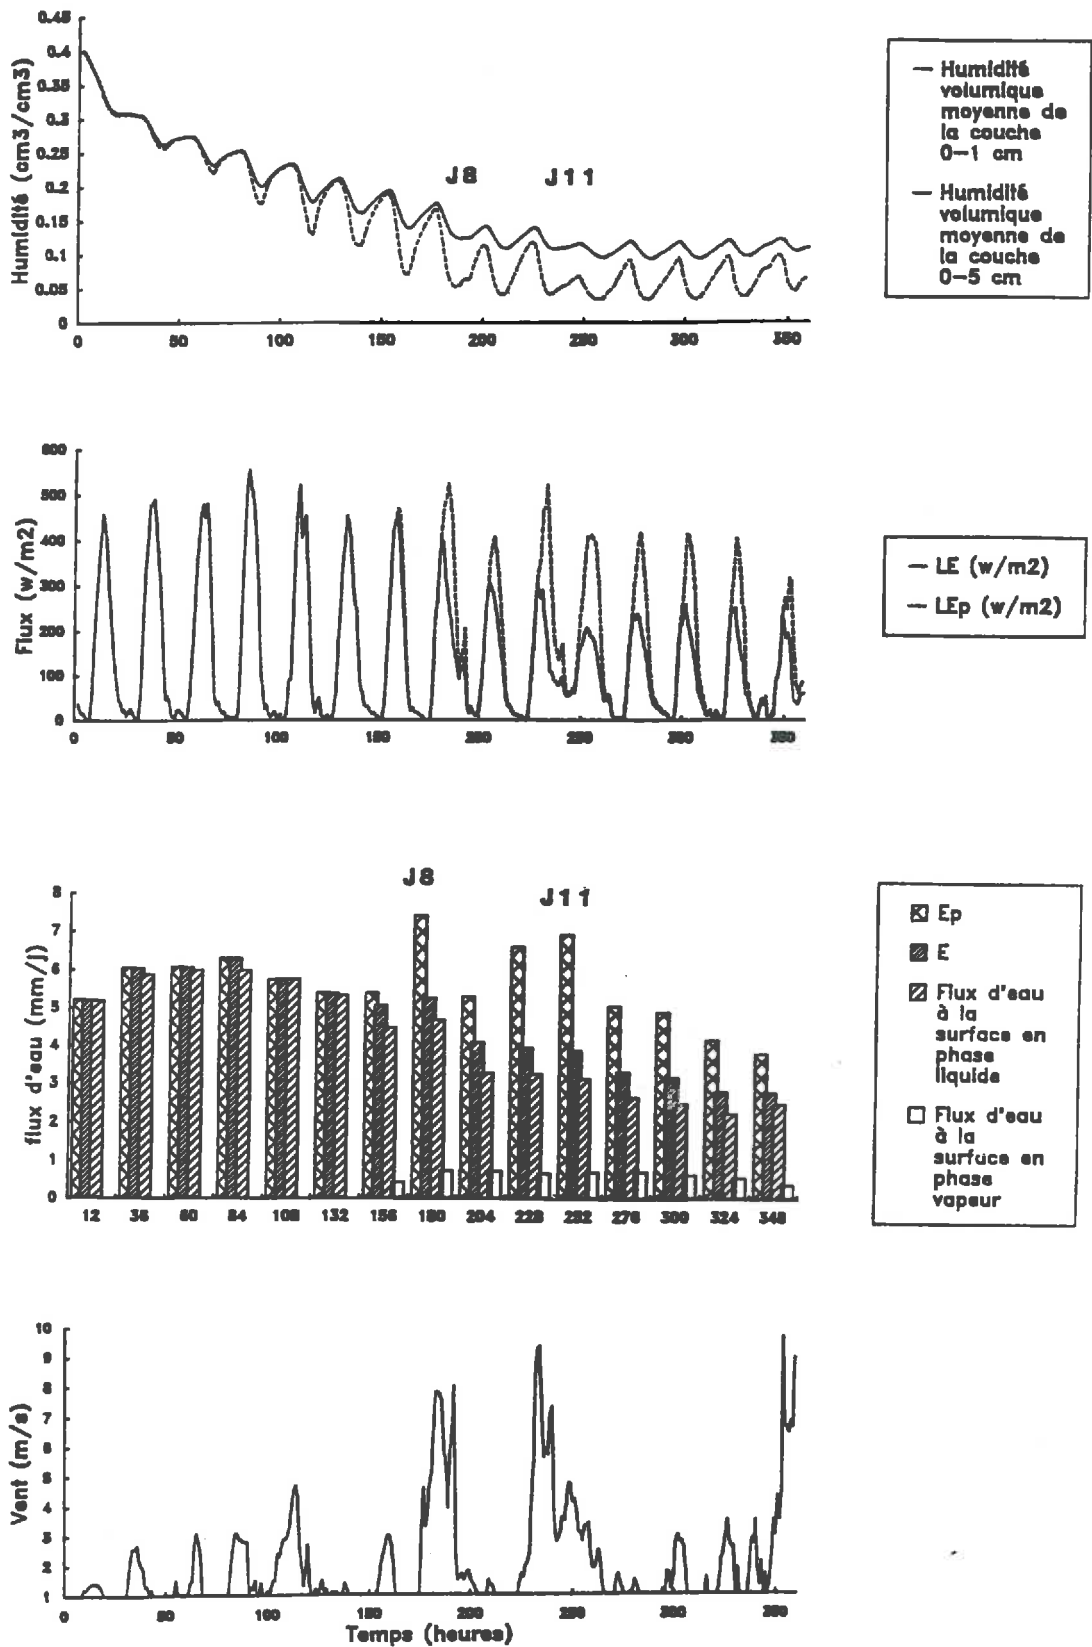 Humidité (cm3/cm3)
0.45
0.4
0.35
0.3
0.25
0.2
0.15
0.1
0.05
0
J8
J11
0
50
100
150
200
250
300
350
Humidité
volumique
moyenne de
la couche
0-1 cm
Humidité
volumique
moyenne de
la couche
0-5 cm
Flux (w/m2)
600
500
400
300
200
100
0
0
50
100
150
200
250
300
350
LE (w/m2)
LEp (w/m2)
flux d'eau (mm/j)
8
7
6
5
4
3
2
1
0
J8
J11
12
36
60
84
108
132
156
180
204
228
252
276
300
324
348
Ep
E
Flux d'eau
à la
surface en
phase
liquide
Flux d'eau
à la
surface en
phase
vapeur
Vent (m/s)
10
9
8
7
6
5
4
3
2
1
0
50
100
150
200
250
300
350
Temps (heures)